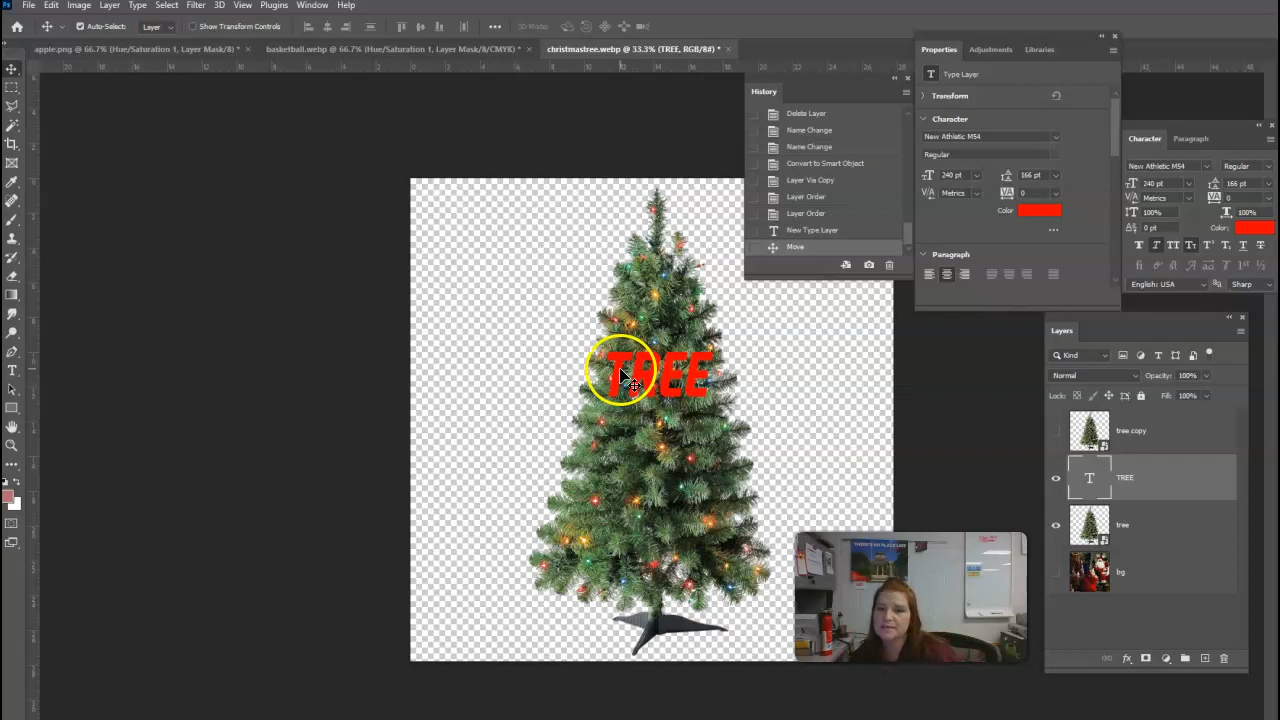 File Edit Image Layer Type Select Filter 3D View Plugins Window Help
Auto-Select: Layer Show Transform Controls 3D Mode:
apple.png @ 66.7% (Hue/Saturation 1, Layer Mask/8) * × basketball.webp @ 66.7% (Hue/Saturation 1, Layer Mask/8/CMYK) * × christmastree.webp @ 33.3% (TREE, RGB/8#) * ×
History
Delete Layer
Name Change
Name Change
Convert to Smart Object
Layer Via Copy
Layer Order
Layer Order
New Type Layer
Move
Properties Adjustments Libraries
Type Layer
Transform
Character
New Athletic M54
Regular
240 pt 166 pt
Metrics 0
Color
Paragraph
Character Paragraph
New Athletic M54 Regular
240 pt 166 pt
Metrics 0
100% 100%
0 pt Color:
English: USA Sharp
Layers
Kind
Normal Opacity: 100%
Lock: Fill: 100%
tree copy
TREE
tree
bg
TREE